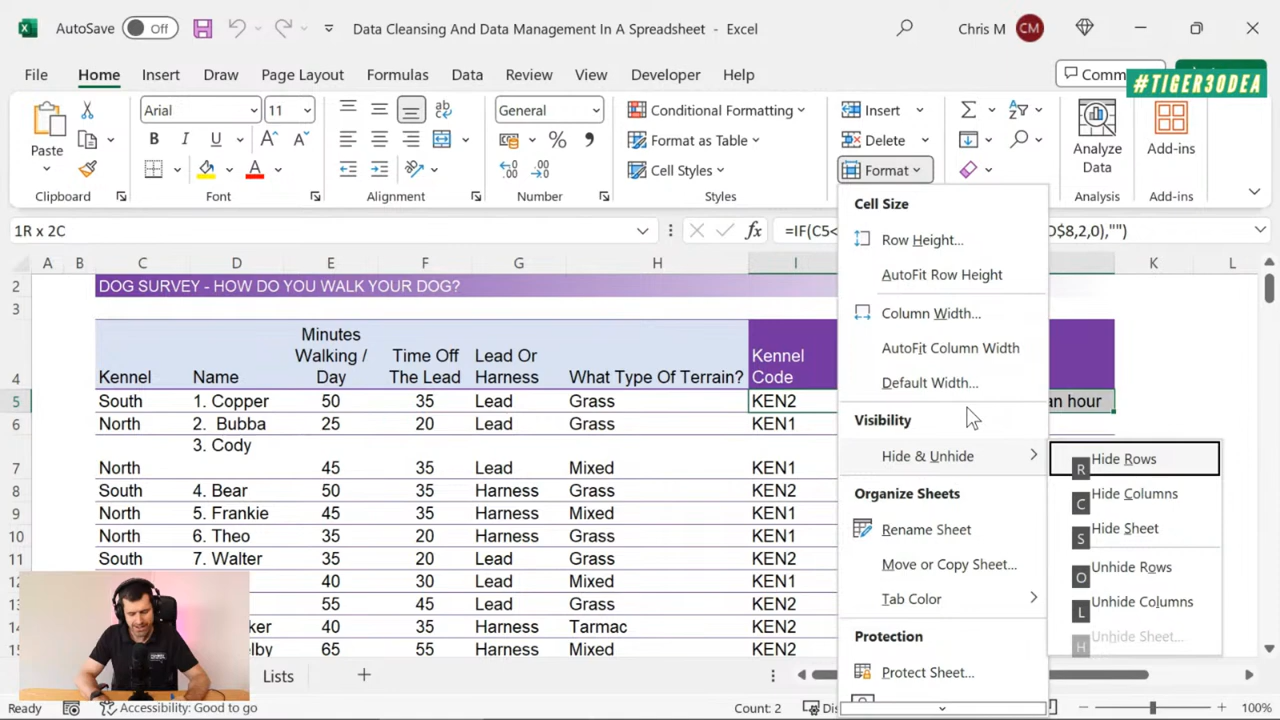 AutoSave Off
Data Cleansing And Data Management In A Spreadsheet - Excel
Chris M CM
File Home Insert Draw Page Layout Formulas Data Review View Developer Help
#TIGER30DEA
Paste
Clipboard
Arial 11
B I U
Font
Alignment
General
Number
Conditional Formatting
Format as Table
Cell Styles
Styles
Insert
Delete
Format
Analyze
Data
Analysis
Add-ins
Add-ins
1R x 2C
fx =IF(C5<
D$8,2,0),"")
A B C D E F G H I K L
2 DOG SURVEY - HOW DO YOU WALK YOUR DOG?
3
4 Kennel Name Minutes Walking / Day Time Off The Lead Lead Or Harness What Type Of Terrain? Kennel Code
5 South 1. Copper 50 35 Lead Grass KEN2 an hour
6 North 2. Bubba 25 20 Lead Grass KEN1
7 North 3. Cody 45 35 Lead Mixed KEN1
8 South 4. Bear 50 35 Harness Grass KEN2
9 North 5. Frankie 45 35 Harness Mixed KEN1
10 North 6. Theo 35 20 Harness Grass KEN1
11 South 7. Walter 35 20 Lead Grass KEN2
12 40 30 Lead Mixed KEN1
55 45 Lead Grass KEN2
40 35 Harness Tarmac KEN2
65 55 Harness Mixed KEN2
Cell Size
Row Height...
AutoFit Row Height
Column Width...
AutoFit Column Width
Default Width...
Visibility
Hide & Unhide
Organize Sheets
Rename Sheet
Move or Copy Sheet...
Tab Color
Protection
Protect Sheet...
R Hide Rows
C Hide Columns
S Hide Sheet
O Unhide Rows
L Unhide Columns
H Unhide Sheet...
Lists
Ready
Accessibility: Good to go
Count: 2
100%